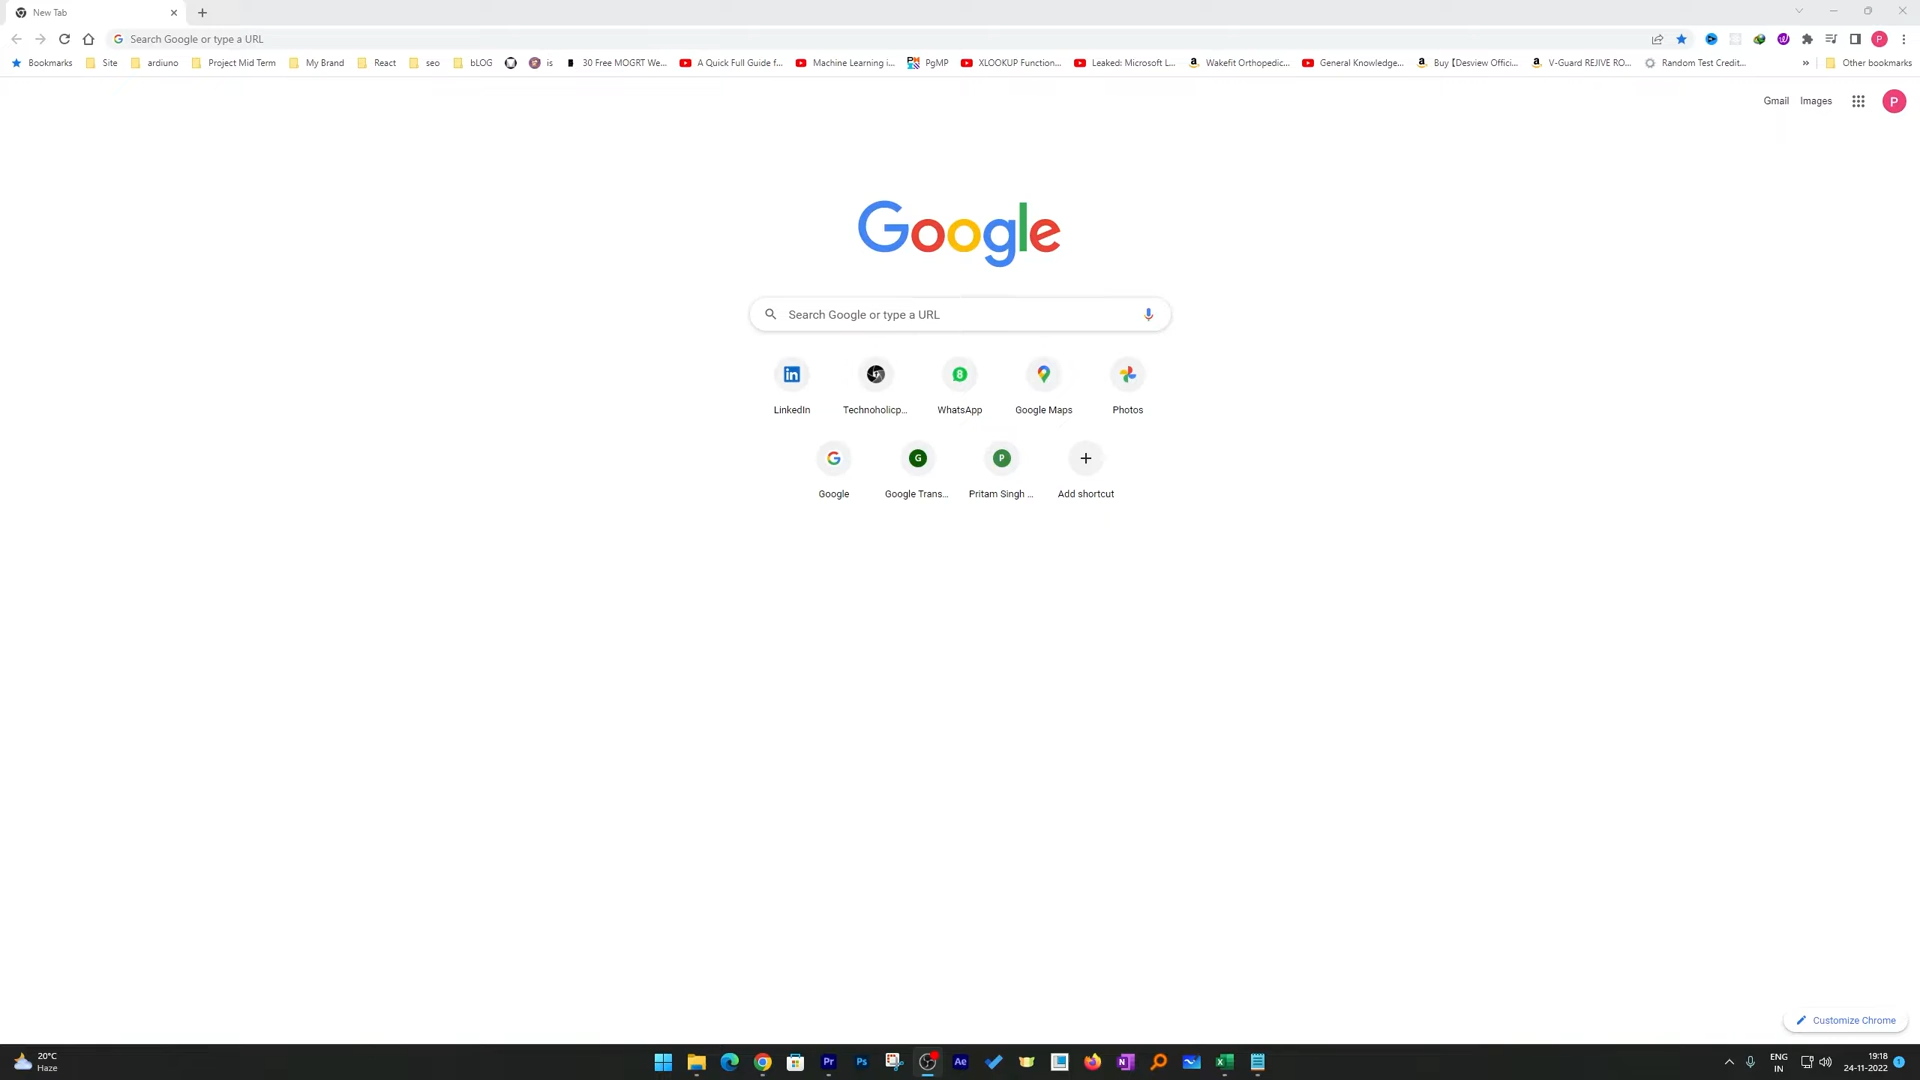 New Tab
Search Google or type a URL
Bookmarks Site ardiuno Project Mid Term My Brand React seo bLOG is 30 Free MOGRT We... A Quick Full Guide f... Machine Learning i... PgMP XLOOKUP Function... Leaked: Microsoft L... Wakefit Orthopedic... General Knowledge... Buy [Desview Offici... V-Guard REJIVE RO... Random Test Credit... » Other bookmarks
Gmail Images P
Google
Search Google or type a URL
LinkedIn Technoholicp... WhatsApp Google Maps Photos
Google Google Trans... Pritam Singh ... Add shortcut
Customize Chrome
20°C
Haze
ENG
IN
19:18
24-11-2022